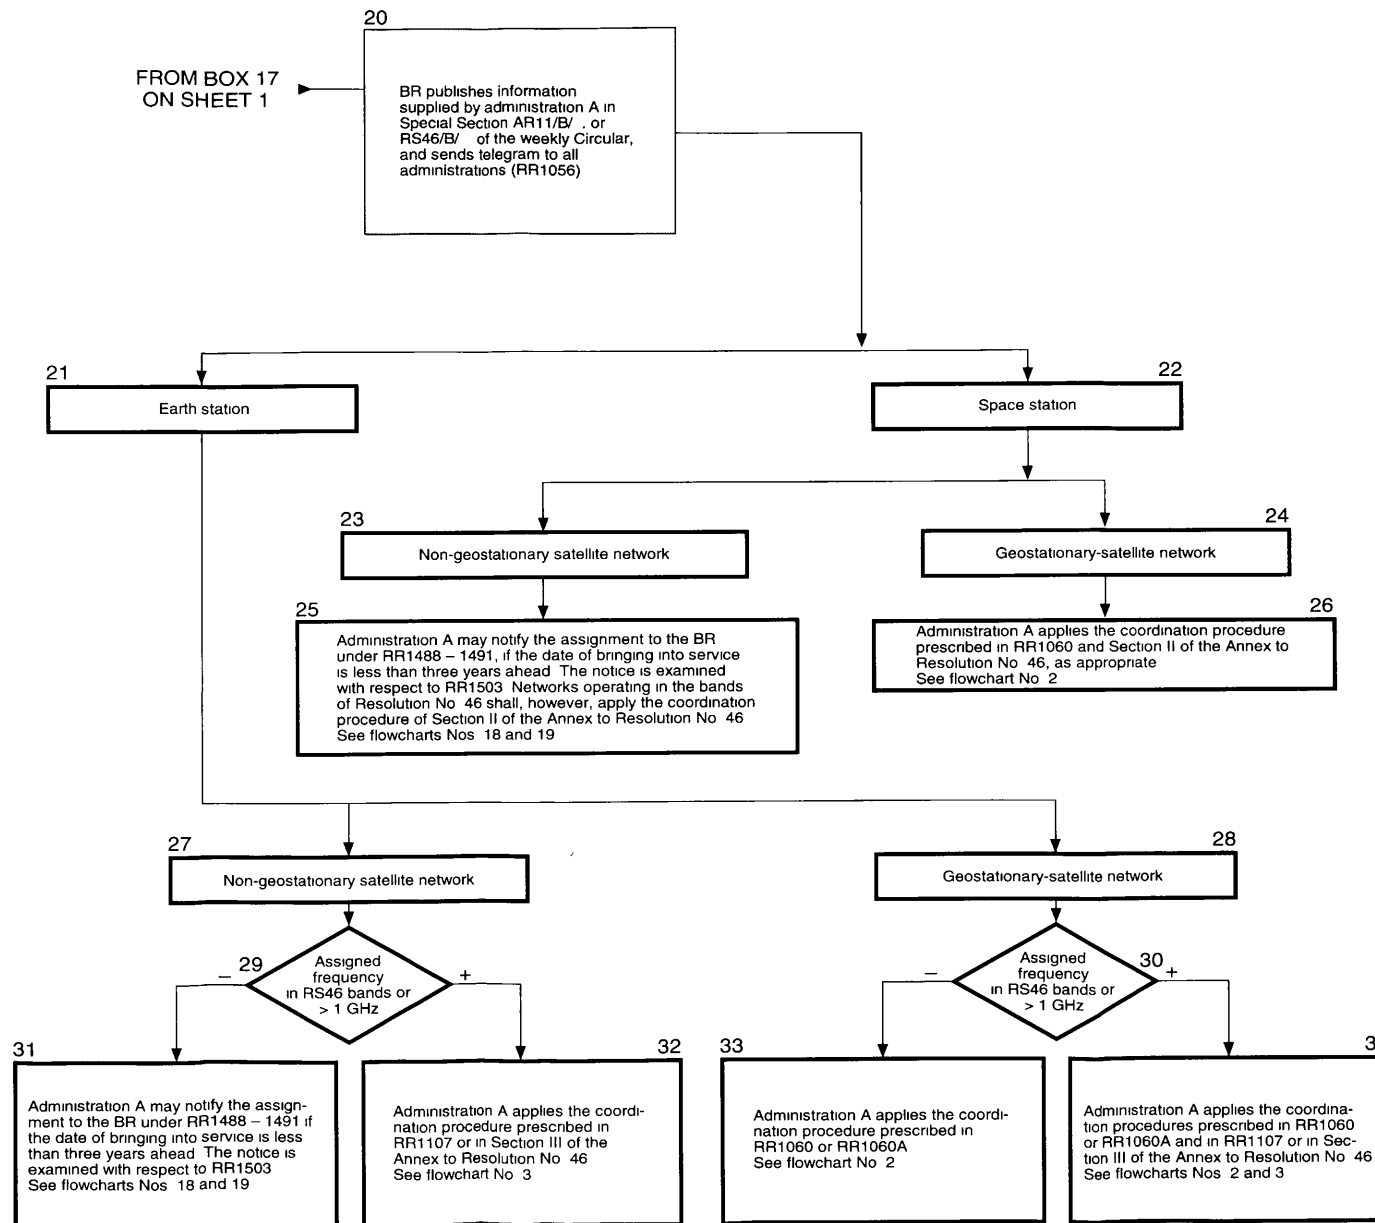 20
FROM BOX 17
ON SHEET 1
BR publishes information
supplied by administration A in
Special Section AR11/B/ . or
RS46/B/ of the weekly Circular,
and sends telegram to all
administrations (RR1056)
21
Earth station
22
Space station
23
Non-geostationary satellite network
24
Geostationary-satellite network
25
Administration A may notify the assignment to the BR
under RR1488 – 1491, if the date of bringing into service
is less than three years ahead The notice is examined
with respect to RR1503 Networks operating in the bands
of Resolution No 46 shall, however, apply the coordination
procedure of Section II of the Annex to Resolution No 46
See flowcharts Nos 18 and 19
26
Administration A applies the coordination procedure
prescribed in RR1060 and Section II of the Annex to
Resolution No 46, as appropriate
See flowchart No 2
27
Non-geostationary satellite network
28
Geostationary-satellite network
29
Assigned
frequency
in RS46 bands or
> 1 GHz
–
+
30
Assigned
frequency
in RS46 bands or
> 1 GHz
–
+
31
Administration A may notify the assign-
ment to the BR under RR1488 – 1491 if
the date of bringing into service is less
than three years ahead The notice is
examined with respect to RR1503
See flowcharts Nos 18 and 19
32
Administration A applies the coordi-
nation procedure prescribed in
RR1107 or in Section III of the
Annex to Resolution No 46
See flowchart No 3
33
Administration A applies the coordi-
nation procedure prescribed in
RR1060 or RR1060A
See flowchart No 2
Administration A applies the coordina-
tion procedures prescribed in RR1060
or RR1060A and in RR1107 or in Sec-
tion III of the Annex to Resolution No 46
See flowcharts Nos 2 and 3